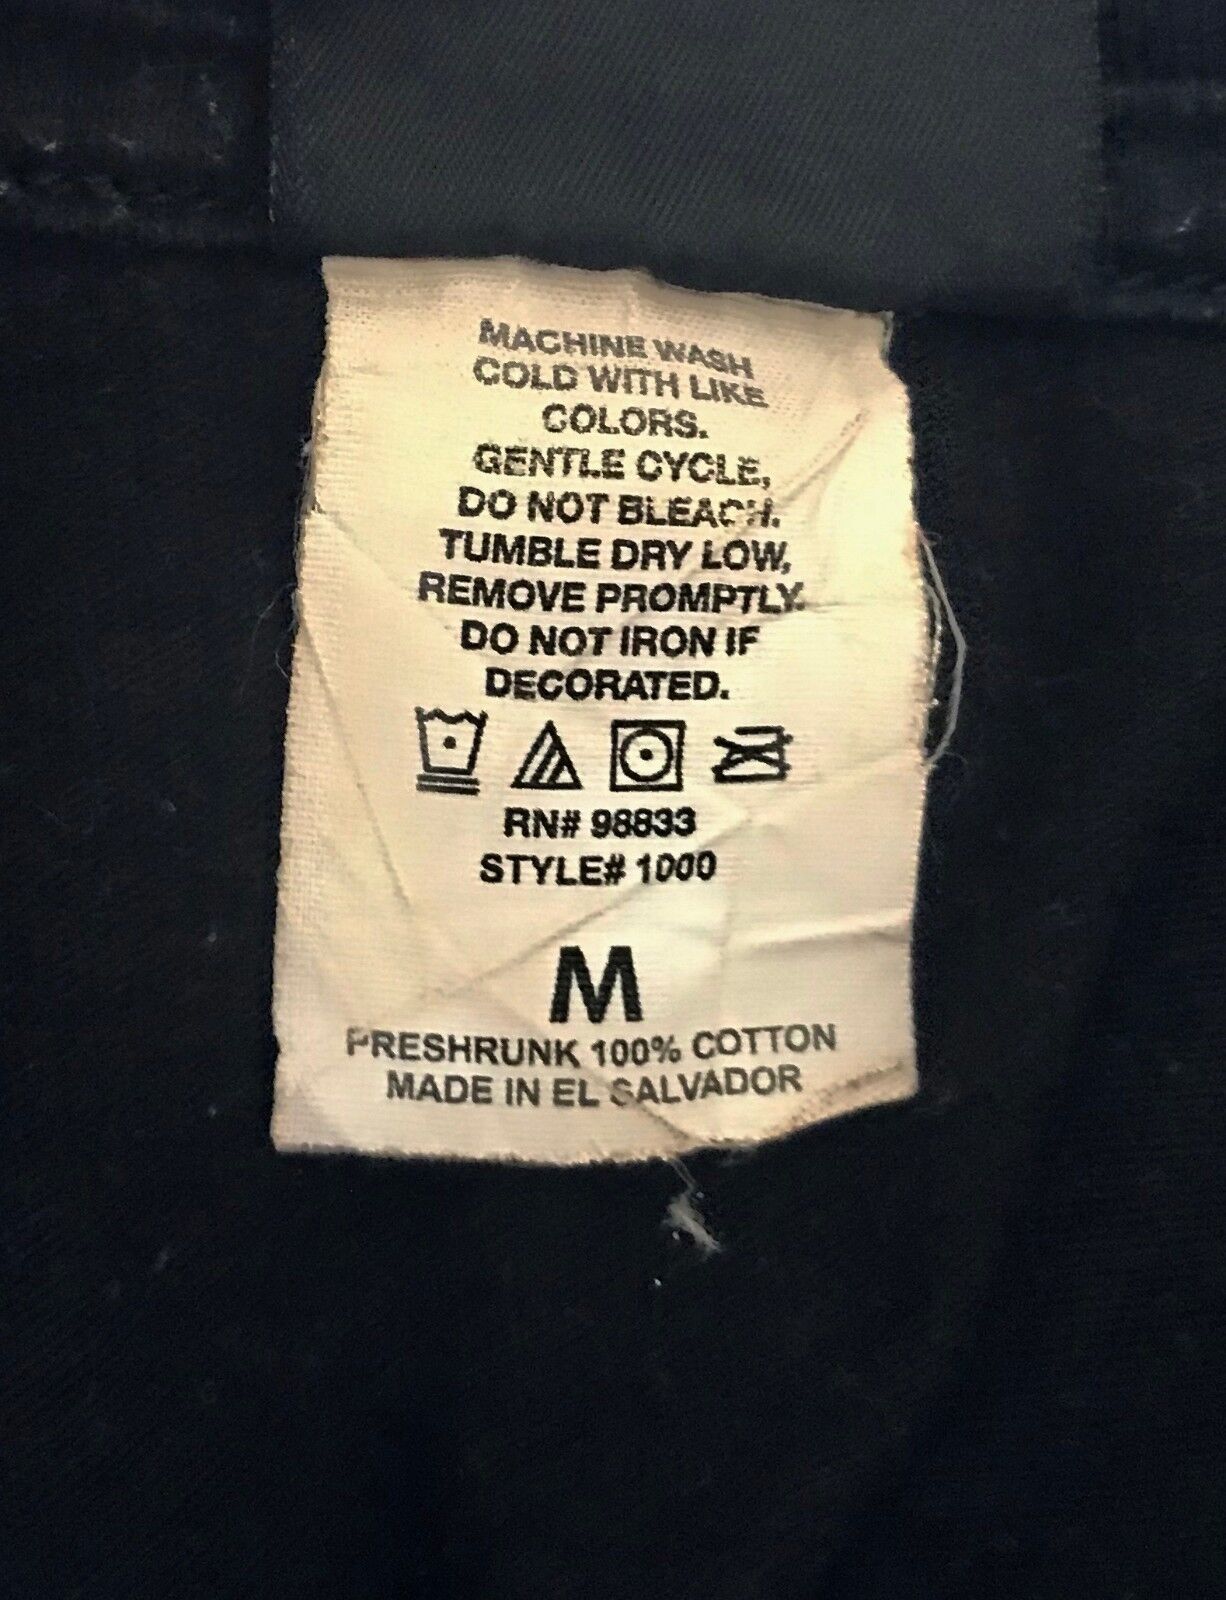 MACHINE WASH
COLD WITH LIKE
COLORS.
GENTLE CYCLE,
DO NOT BLEACH.
TUMBLE DRY LOW,
REMOVE PROMPTLY.
DO NOT IRON IF
DECORATED.
RN# 98833
STYLE# 1000
M
PRESHRUNK 100% COTTON
MADE IN EL SALVADOR